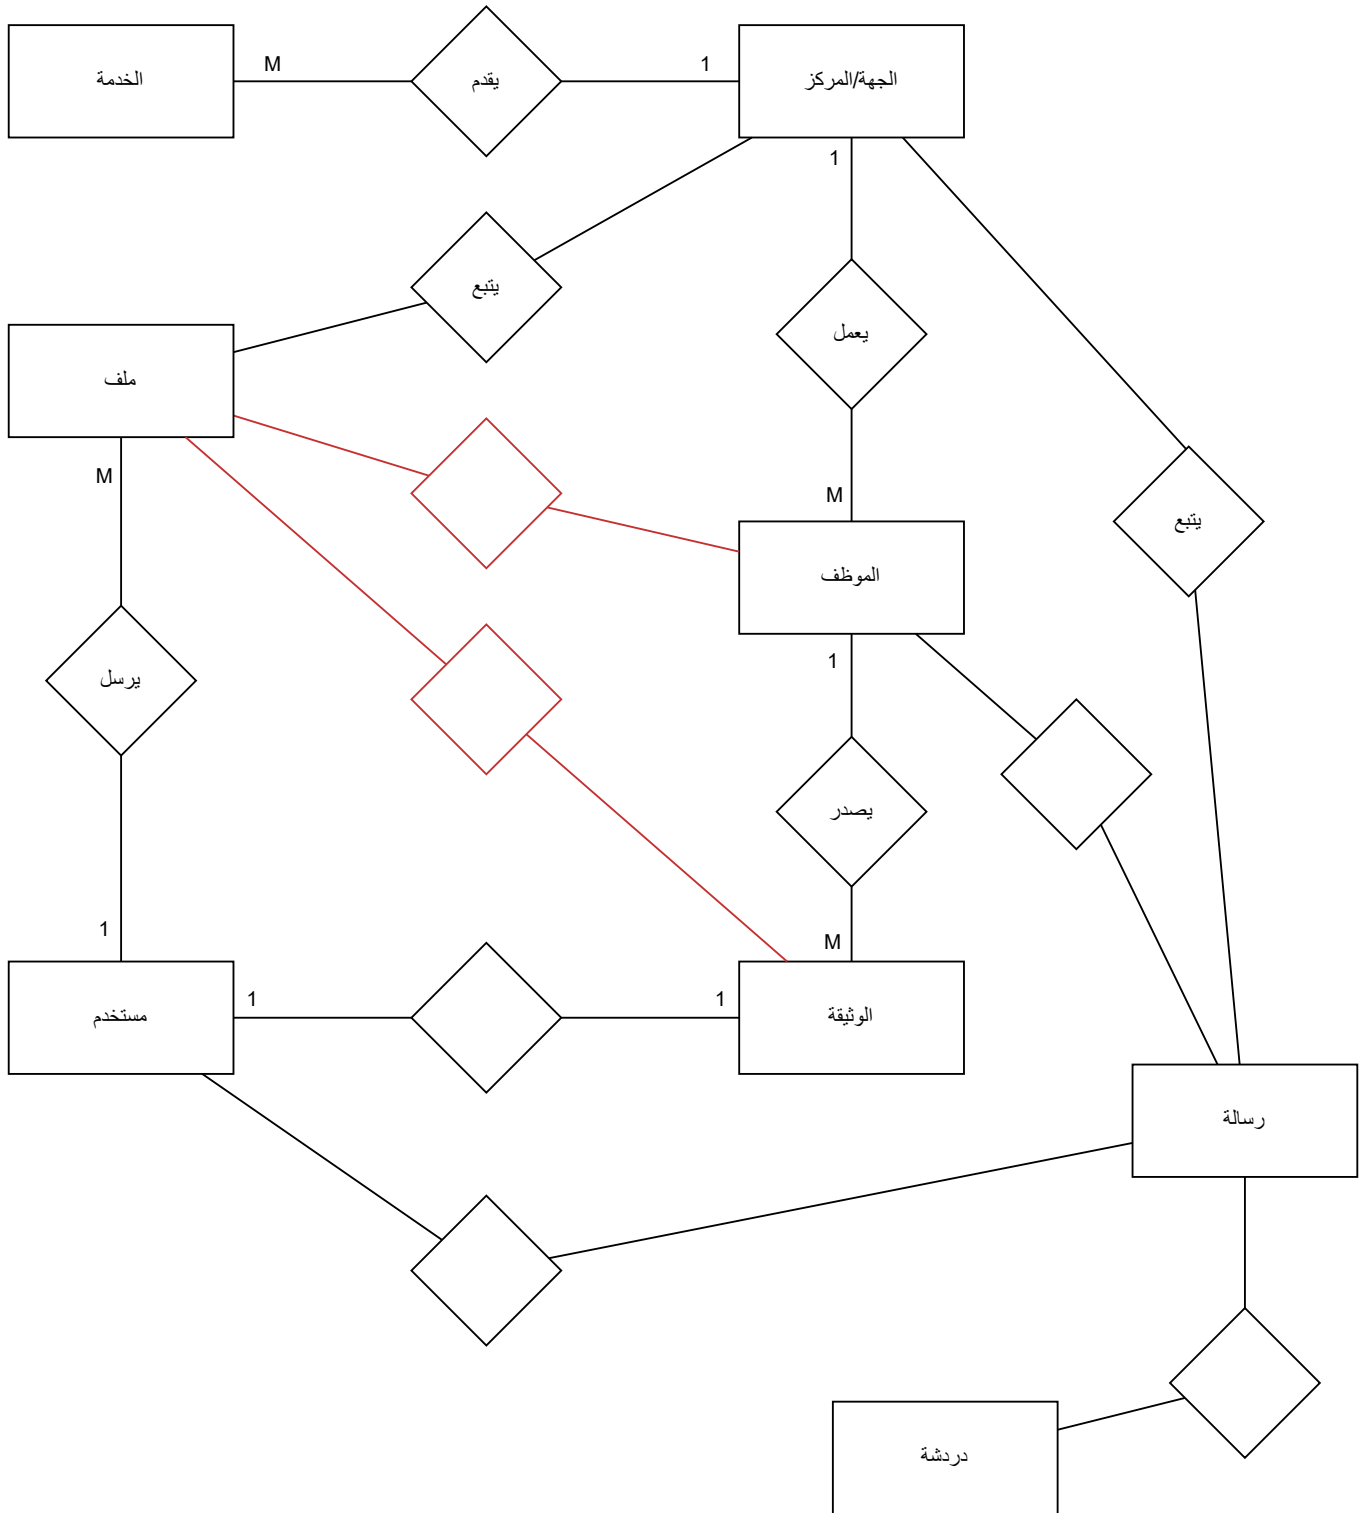 الخدمة
M
يقدم
1
الجهة/المركز
1
يتبع
يعمل
ملف
M
M
يتبع
الموظف
1
يرسل
يصدر
1
M
مستخدم
1
1
الوثيقة
رسالة
دردشة